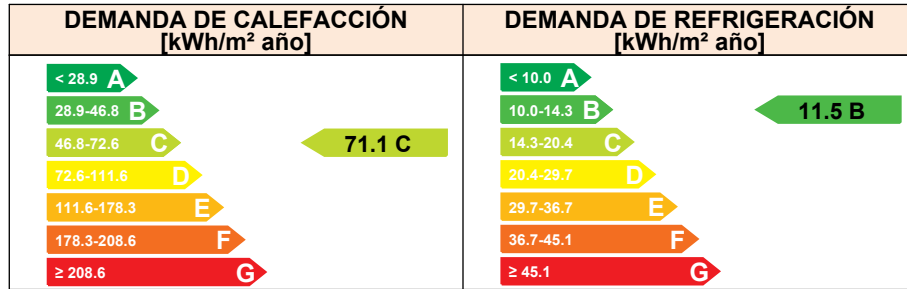 DEMANDA DE CALEFACCIÓN
[kWh/m² año]
< 28.9 A
28.9-46.8 B
46.8-72.6 C
71.1 C
72.6-111.6 D
111.6-178.3 E
178.3-208.6 F
≥ 208.6 G
DEMANDA DE REFRIGERACIÓN
[kWh/m² año]
< 10.0 A
10.0-14.3 B
11.5 B
14.3-20.4 C
20.4-29.7 D
29.7-36.7 E
36.7-45.1 F
≥ 45.1 G